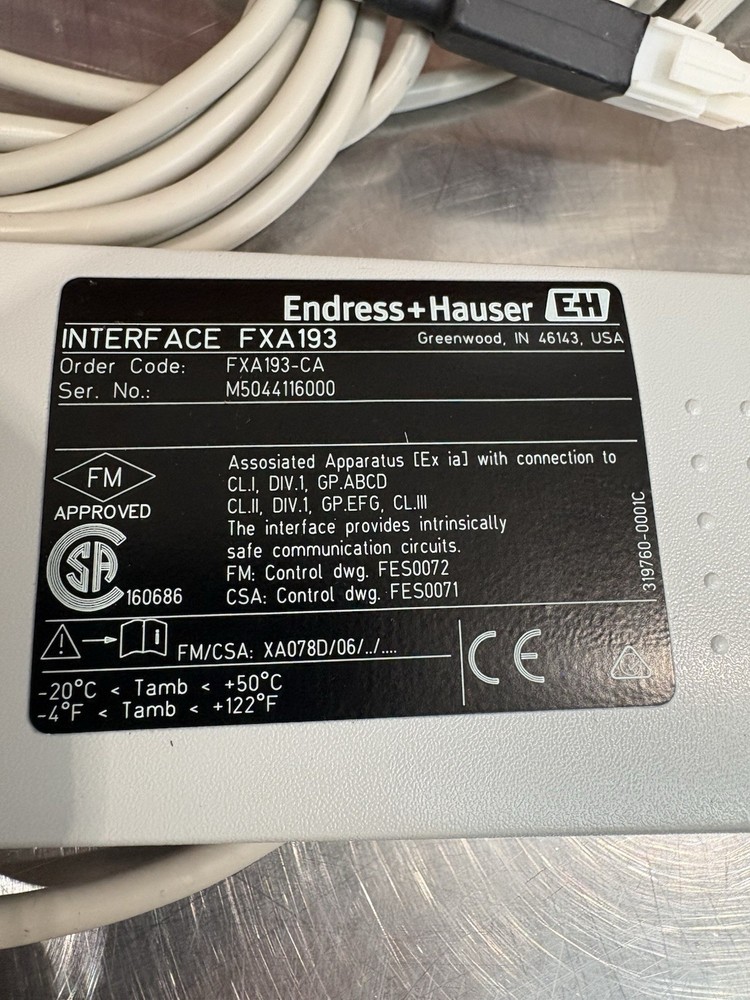 Endress+Hauser EH
INTERFACE FXA193 Greenwood, IN 46143, USA
Order Code: FXA193-CA
Ser. No.: M5044116000
FM
APPROVED
Assosiated Apparatus [Ex ia] with connection to
CL.I, DIV.1, GP.ABCD
CL.II, DIV.1, GP.EFG, CL.III
The interface provides intrinsically
safe communication circuits.
FM: Control dwg. FES0072
CSA: Control dwg. FES0071
SA 160686
319760-0001C
i FM/CSA: XA078D/06/../....
CE
-20°C < Tamb < +50°C
-4°F < Tamb < +122°F